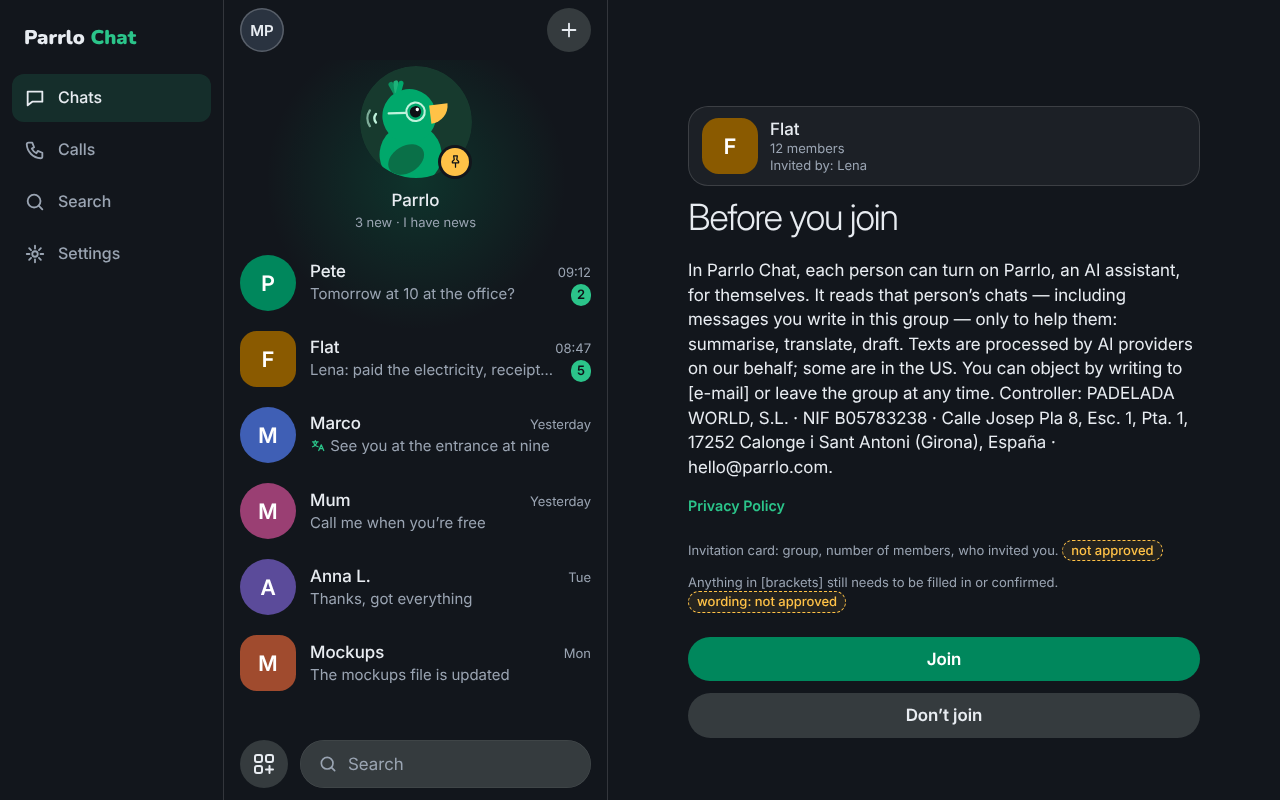 Parrlo Chat
Chats
Calls
Search
Settings
MP
Parrlo
3 new · I have news
P
Pete
09:12
Tomorrow at 10 at the office?
2
F
Flat
08:47
Lena: paid the electricity, receipt…
5
M
Marco
Yesterday
See you at the entrance at nine
M
Mum
Yesterday
Call me when you’re free
A
Anna L.
Tue
Thanks, got everything
M
Mockups
Mon
The mockups file is updated
Search
F
Flat
12 members
Invited by: Lena
Before you join
In Parrlo Chat, each person can turn on Parrlo, an AI assistant,
for themselves. It reads that person’s chats — including
messages you write in this group — only to help them:
summarise, translate, draft. Texts are processed by AI providers
on our behalf; some are in the US. You can object by writing to
[e-mail] or leave the group at any time. Controller: PADELADA
WORLD, S.L. · NIF B05783238 · Calle Josep Pla 8, Esc. 1, Pta. 1,
17252 Calonge i Sant Antoni (Girona), España ·
hello@parrlo.com.
Privacy Policy
Invitation card: group, number of members, who invited you. not approved
Anything in [brackets] still needs to be filled in or confirmed.
wording: not approved
Join
Don’t join